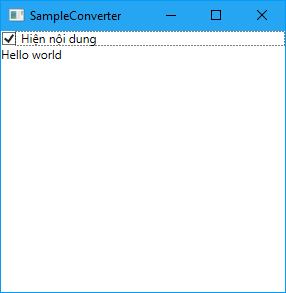 SampleConverter
Hiện nội dung
Hello world